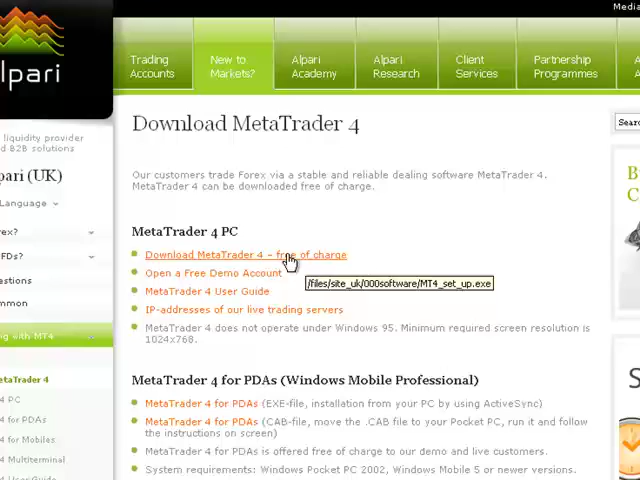 Media
lpari
Trading Accounts
New to Markets?
Alpari Academy
Alpari Research
Client Services
Partnership Programmes
liquidity provider
d B2B solutions
pari (UK)
Language
rex?
FDs?
estions
mmon
ng with MT4
etaTrader 4
4 PC
4 for PDAs
4 for Mobiles
4 Multiterminal
Download MetaTrader 4
Our customers trade Forex via a stable and reliable dealing software MetaTrader 4.
MetaTrader 4 can be downloaded free of charge.
MetaTrader 4 PC
Download MetaTrader 4 - free of charge
Open a Free Demo Account
/files/site_uk/000software/MT4_set_up.exe
MetaTrader 4 User Guide
IP-addresses of our live trading servers
MetaTrader 4 does not operate under Windows 95. Minimum required screen resolution is
1024x768.
MetaTrader 4 for PDAs (Windows Mobile Professional)
MetaTrader 4 for PDAs (EXE-file, installation from your PC by using ActiveSync)
MetaTrader 4 for PDAs (CAB-file, move the .CAB file to your Pocket PC, run it and follow
the instructions on screen)
MetaTrader 4 for PDAs is offered free of charge to our demo and live customers.
System requirements: Windows Pocket PC 2002, Windows Mobile 5 or newer versions.
Sear
B
C
S